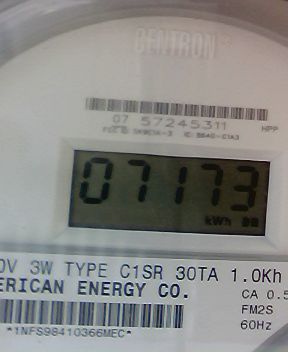 CENTRON
07 57245311
HPP
07173
kWh
0V 3W TYPE C1SR 30TA 1.0Kh
ERICAN ENERGY CO.
CA 0.5
FM2S
60Hz
*1NFS98410366MEC*